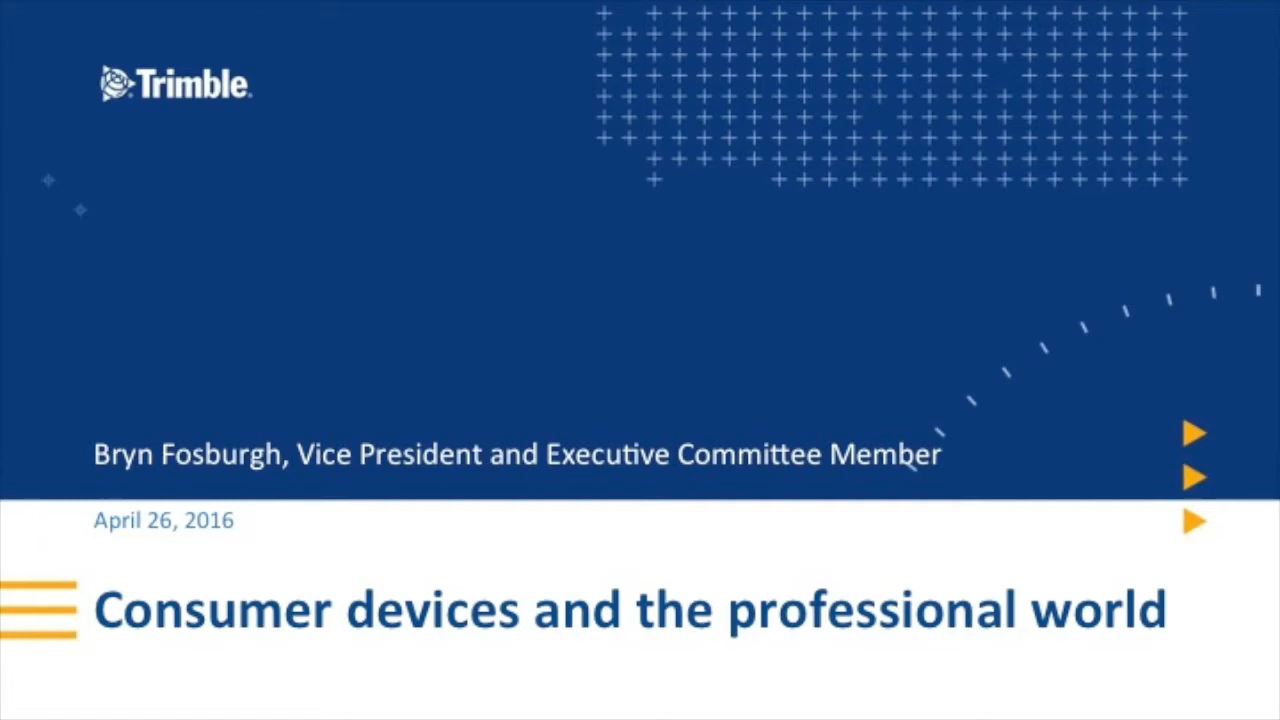 Trimble.
Bryn Fosburgh, Vice President and Executive Committee Member
April 26, 2016
Consumer devices and the professional world